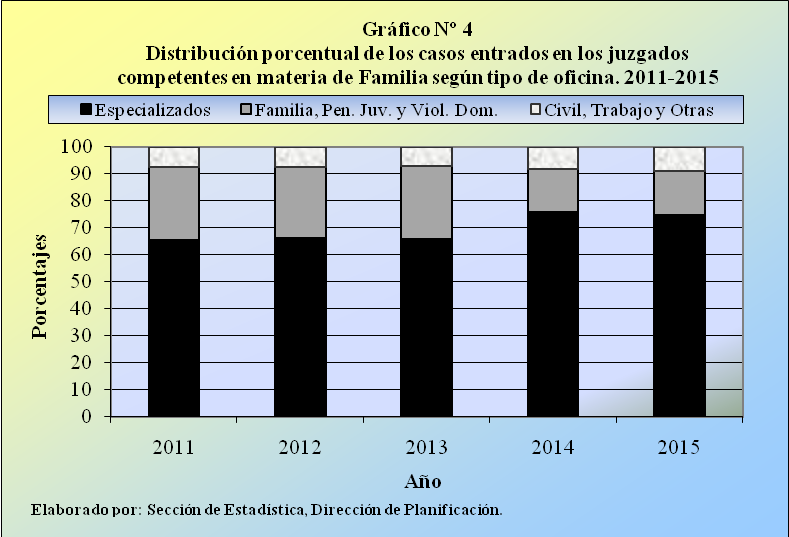 Gráfico Nº 4
Distribución porcentual de los casos entrados en los juzgados
competentes en materia de Familia según tipo de oficina. 2011-2015
Especializados Familia, Pen. Juv. y Viol. Dom. Civil, Trabajo y Otras
100
90
80
70
60
50
40
30
20
10
0
Porcentajes
2011 2012 2013 2014 2015
Año
Elaborado por: Sección de Estadística, Dirección de Planificación.